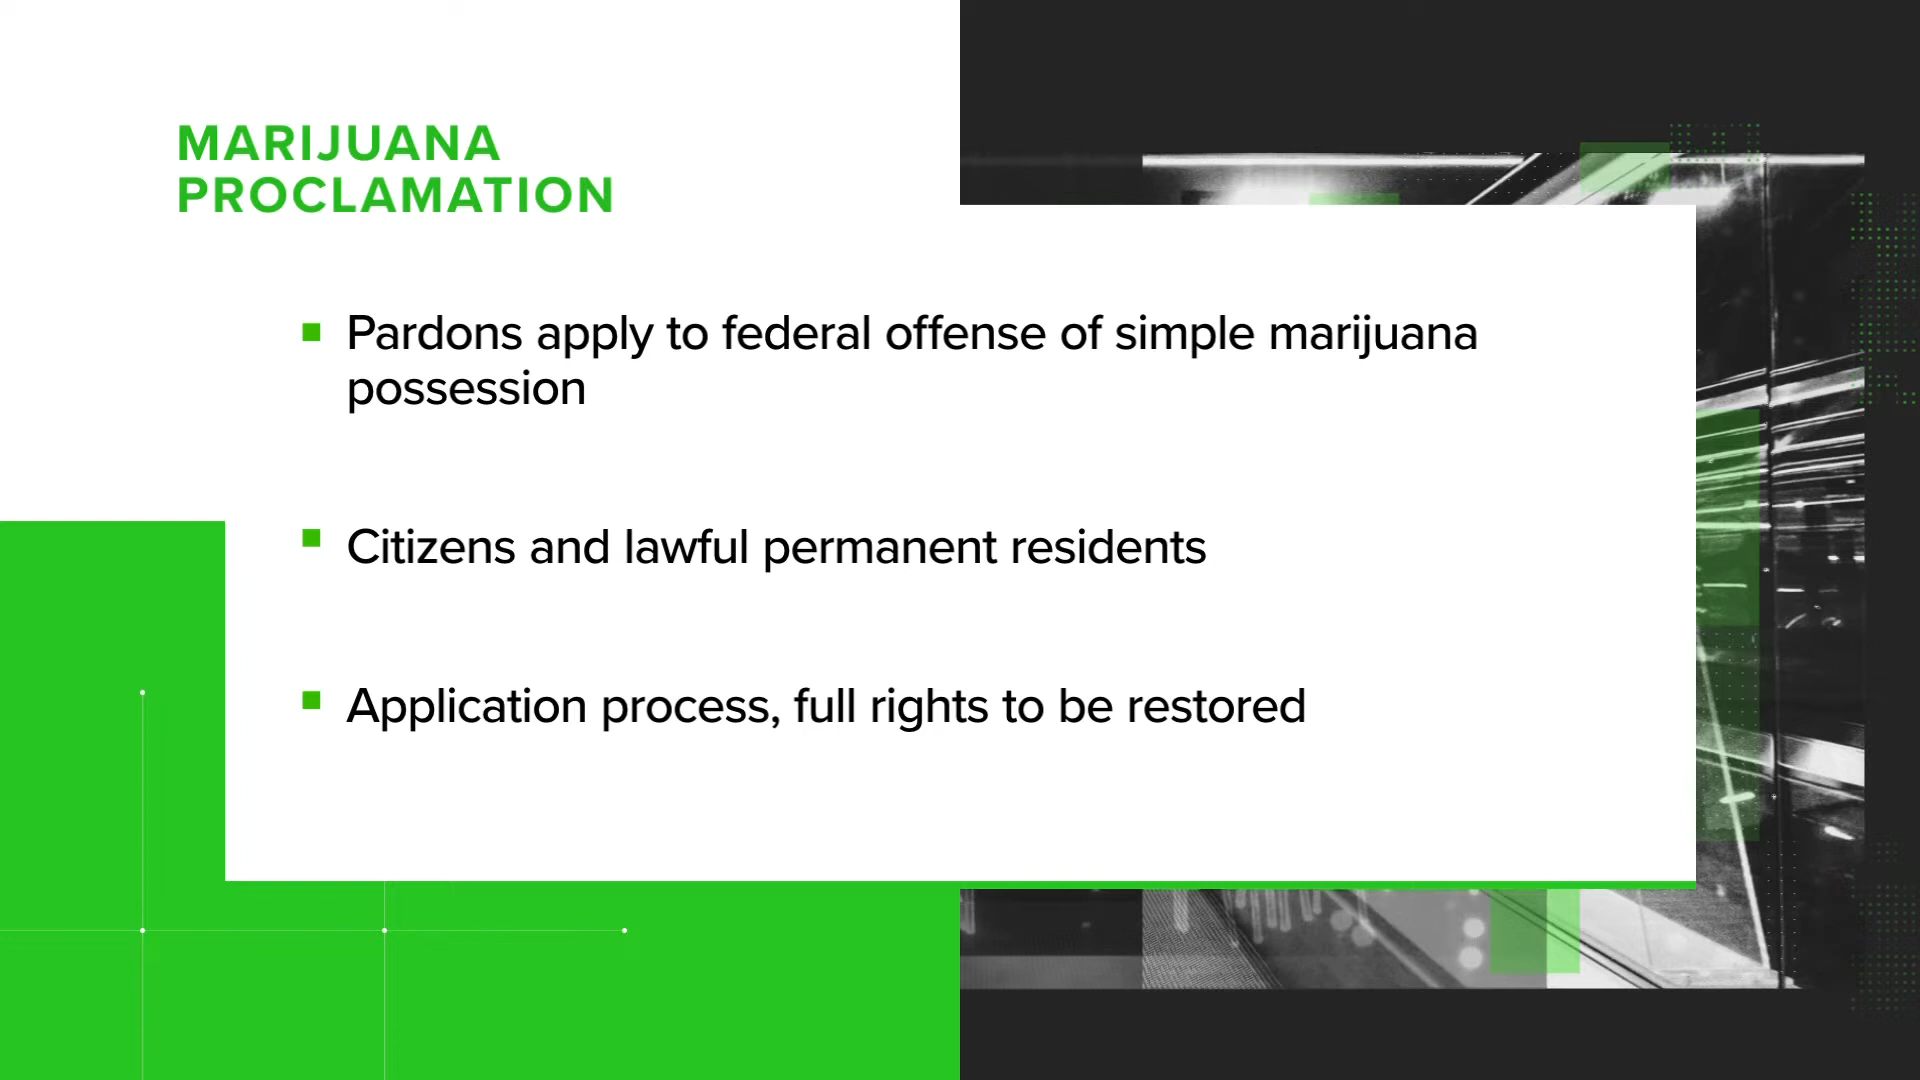 MARIJUANA
PROCLAMATION
Pardons apply to federal offense of simple marijuana
possession
Citizens and lawful permanent residents
Application process, full rights to be restored